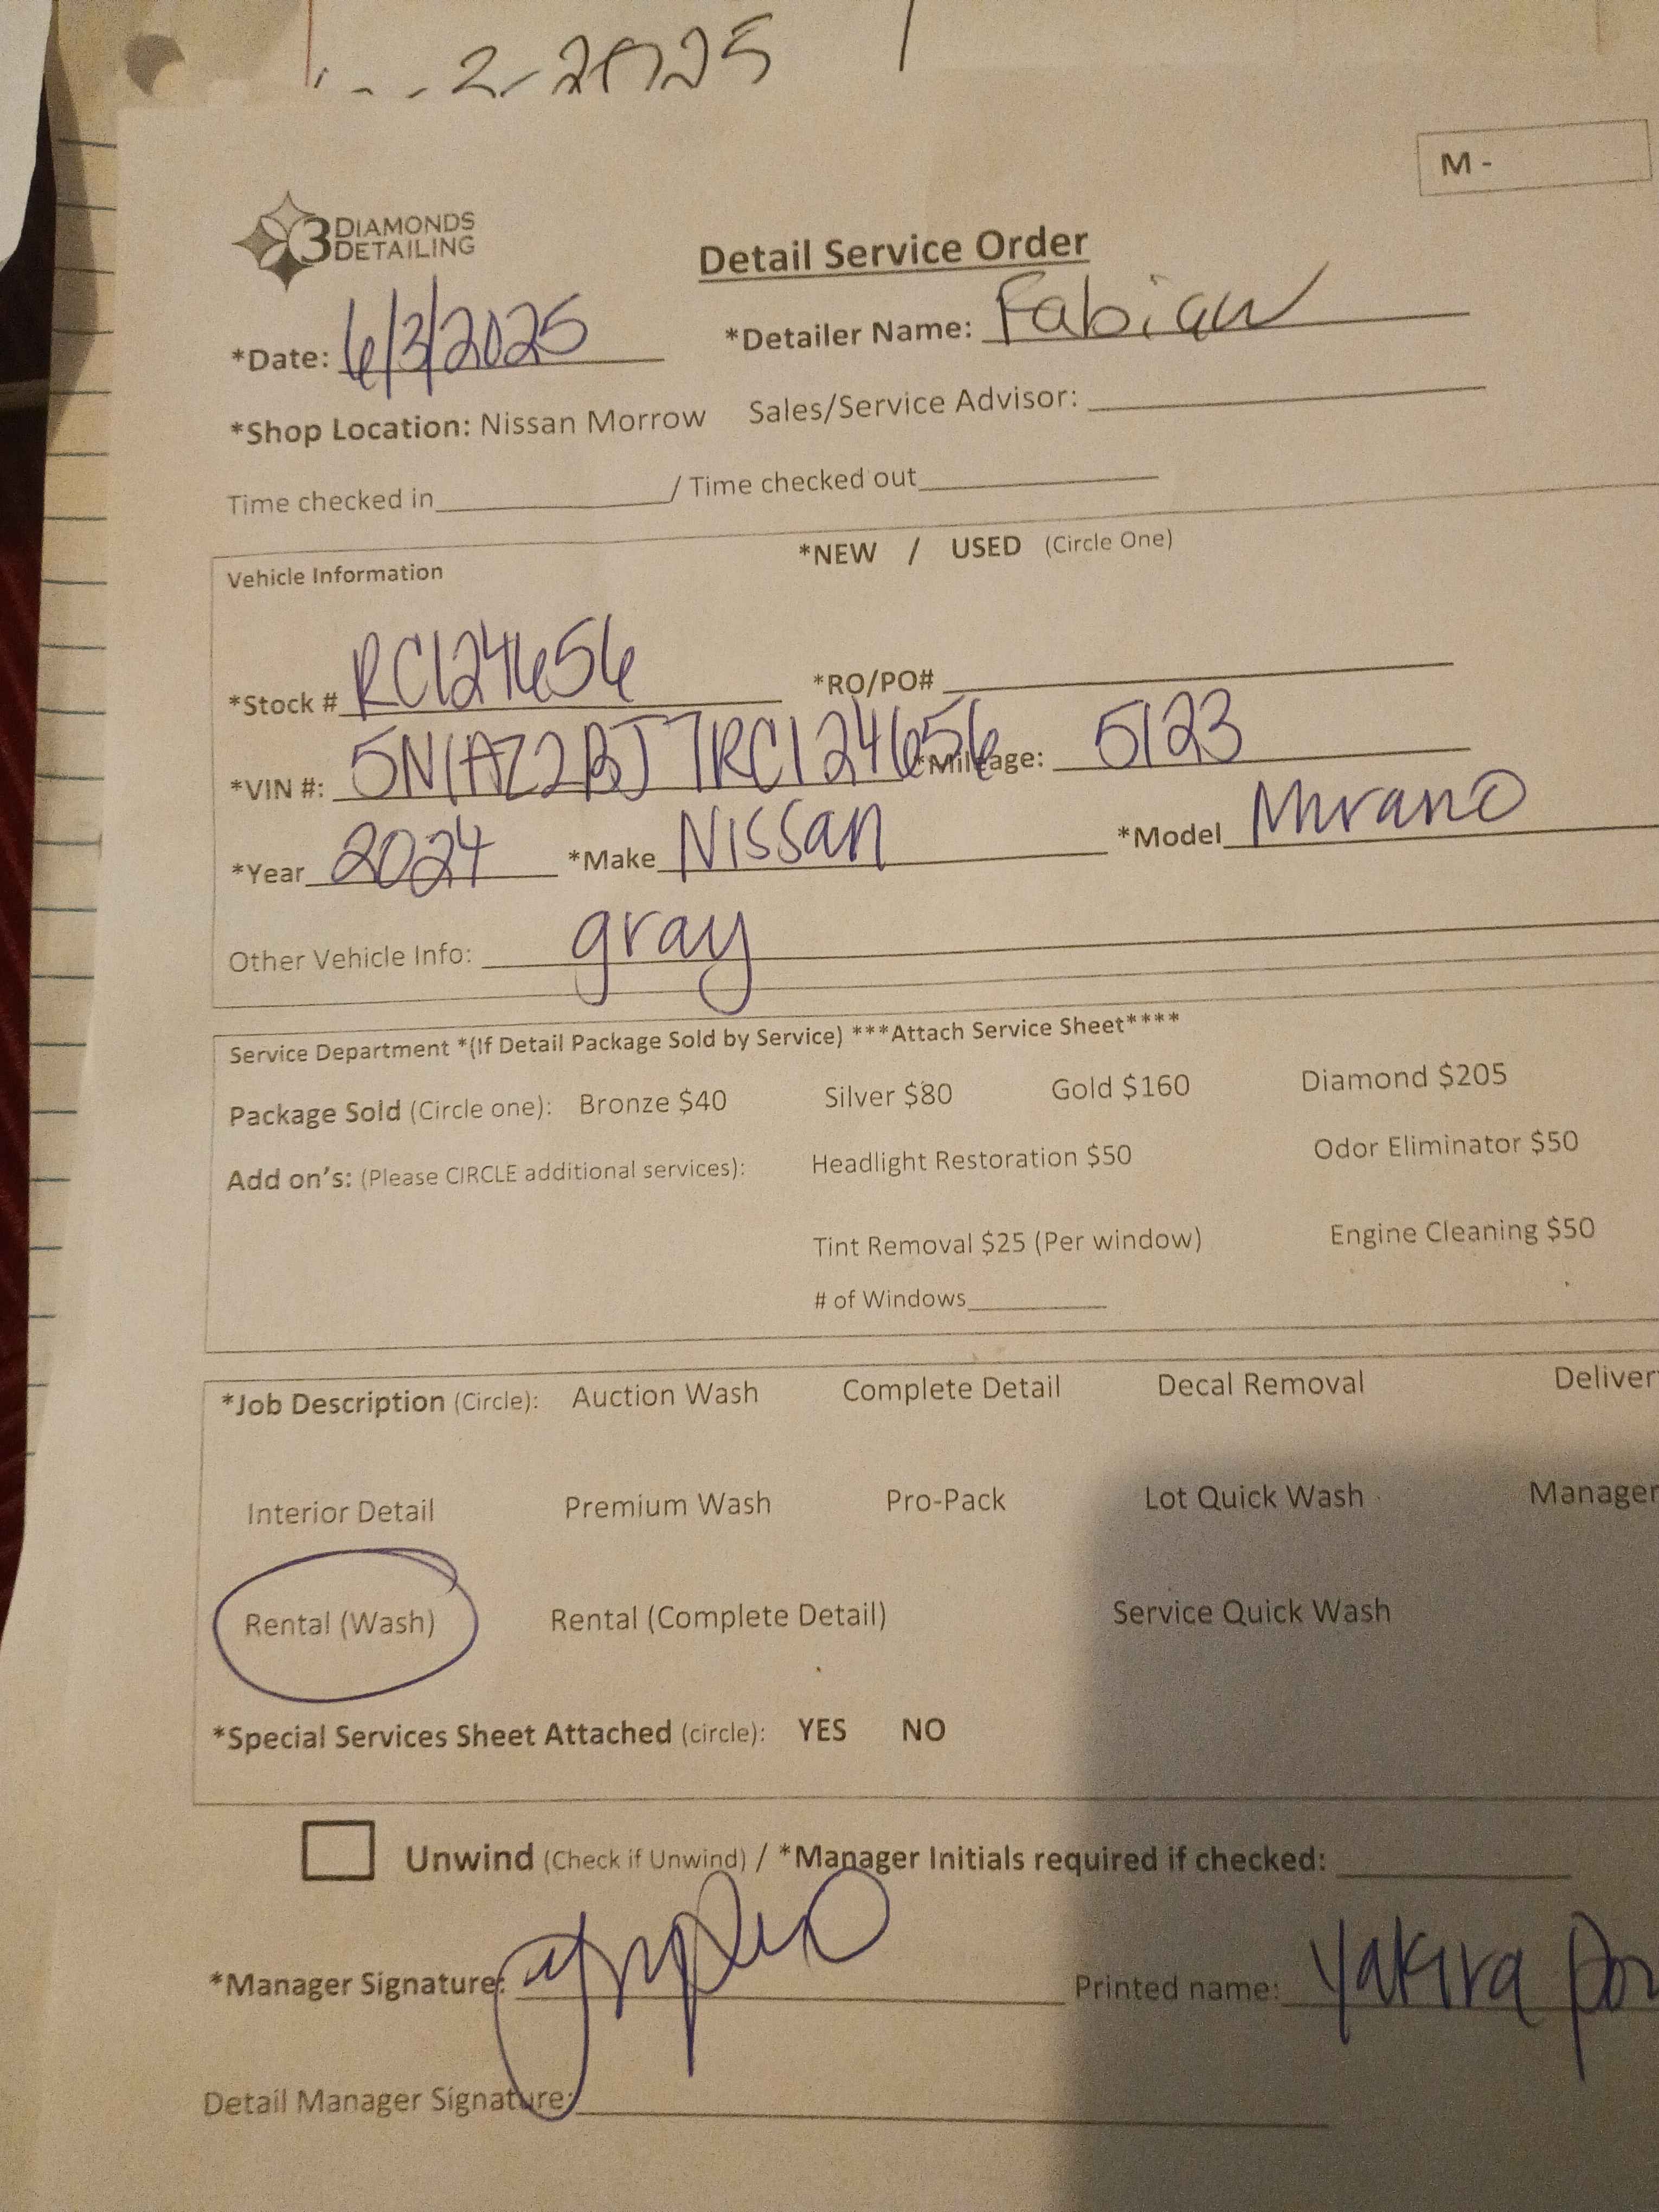 2-2025
M -
3 DIAMONDS
DETAILING
Detail Service Order
*Date: 6/3/2025 *Detailer Name: Fabian
*Shop Location: Nissan Morrow Sales/Service Advisor:
Time checked in / Time checked out
*NEW / USED (Circle One)
Vehicle Information
*Stock # RC124656 *RO/PO#
*VIN #: 5N1AZ2BJ7RC124656 *Mileage: 5123
*Year 2024 *Make Nissan *Model Murano
Other Vehicle Info: gray
Service Department *(If Detail Package Sold by Service) ***Attach Service Sheet****
Package Sold (Circle one): Bronze $40 Silver $80 Gold $160 Diamond $205
Add on's: (Please CIRCLE additional services): Headlight Restoration $50 Odor Eliminator $50
Tint Removal $25 (Per window) Engine Cleaning $50
# of Windows
*Job Description (Circle): Auction Wash Complete Detail Decal Removal Deliver
Interior Detail Premium Wash Pro-Pack Lot Quick Wash Manager
Rental (Wash) Rental (Complete Detail) Service Quick Wash
*Special Services Sheet Attached (circle): YES NO
Unwind (Check if Unwind) / *Manager Initials required if checked:
*Manager Signature: Printed name: Yakira
Detail Manager Signature: